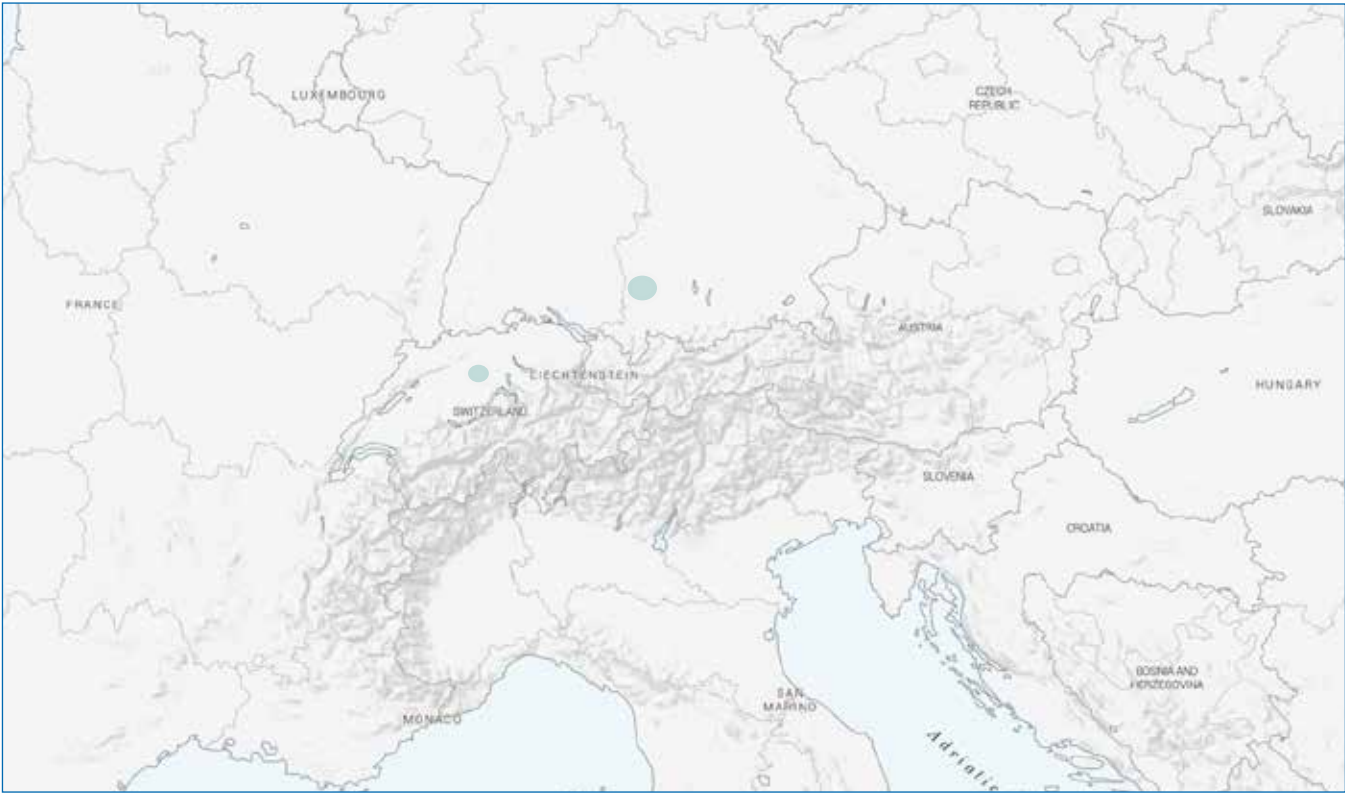 LUXEMBOURG
CZECH
REPUBLIC
SLOVAKIA
FRANCE
AUSTRIA
LIECHTENSTEIN
HUNGARY
SWITZERLAND
SLOVENIA
CROATIA
BOSNIA AND
HERZEGOVINA
SAN
MARINO
MONACO
Adriatic